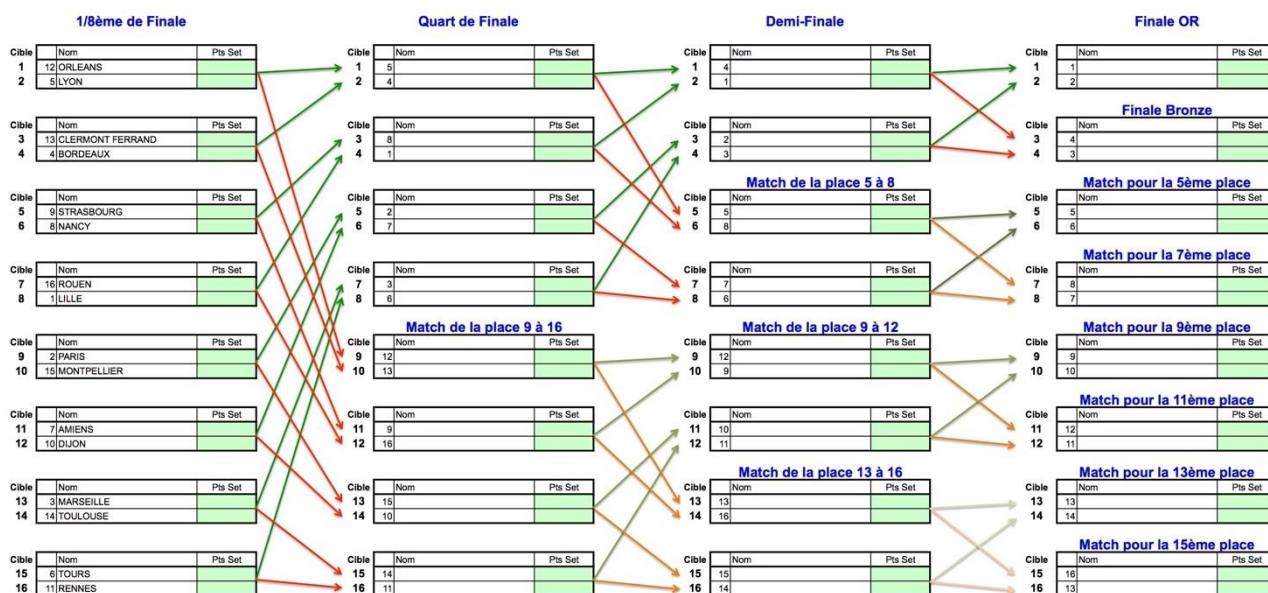 1/8ème de Finale Quart de Finale Demi-Finale Finale OR
Cible Nom Pts Set Cible Nom Pts Set Cible Nom Pts Set Cible Nom Pts Set
1 12 ORLEANS 1 5 1 4 1 1
2 5 LYON 2 4 2 1 2 2
Finale Bronze
Cible Nom Pts Set Cible Nom Pts Set Cible Nom Pts Set Cible Nom Pts Set
3 13 CLERMONT FERRAND 3 8 3 2 3 4
4 4 BORDEAUX 4 1 4 3 4 3
Match de la place 5 à 8 Match pour la 5ème place
Cible Nom Pts Set Cible Nom Pts Set Cible Nom Pts Set Cible Nom Pts Set
5 9 STRASBOURG 5 2 5 5 5 5
6 8 NANCY 6 7 6 8 6 6
Match pour la 7ème place
Cible Nom Pts Set Cible Nom Pts Set Cible Nom Pts Set Cible Nom Pts Set
7 16 ROUEN 7 3 7 7 7 8
8 1 LILLE 8 6 8 6 8 7
Match de la place 9 à 16 Match de la place 9 à 12 Match pour la 9ème place
Cible Nom Pts Set Cible Nom Pts Set Cible Nom Pts Set Cible Nom Pts Set
9 2 PARIS 9 12 9 12 9 9
10 15 MONTPELLIER 10 13 10 9 10 10
Match pour la 11ème place
Cible Nom Pts Set Cible Nom Pts Set Cible Nom Pts Set Cible Nom Pts Set
11 7 AMIENS 11 9 11 10 11 12
12 10 DIJON 12 16 12 11 12 11
Match de la place 13 à 16 Match pour la 13ème place
Cible Nom Pts Set Cible Nom Pts Set Cible Nom Pts Set Cible Nom Pts Set
13 3 MARSEILLE 13 15 13 13 13 13
14 14 TOULOUSE 14 10 14 16 14 14
Match pour la 15ème place
Cible Nom Pts Set Cible Nom Pts Set Cible Nom Pts Set Cible Nom Pts Set
15 6 TOURS 15 14 15 15 15 16
16 11 RENNES 16 11 16 14 16 13